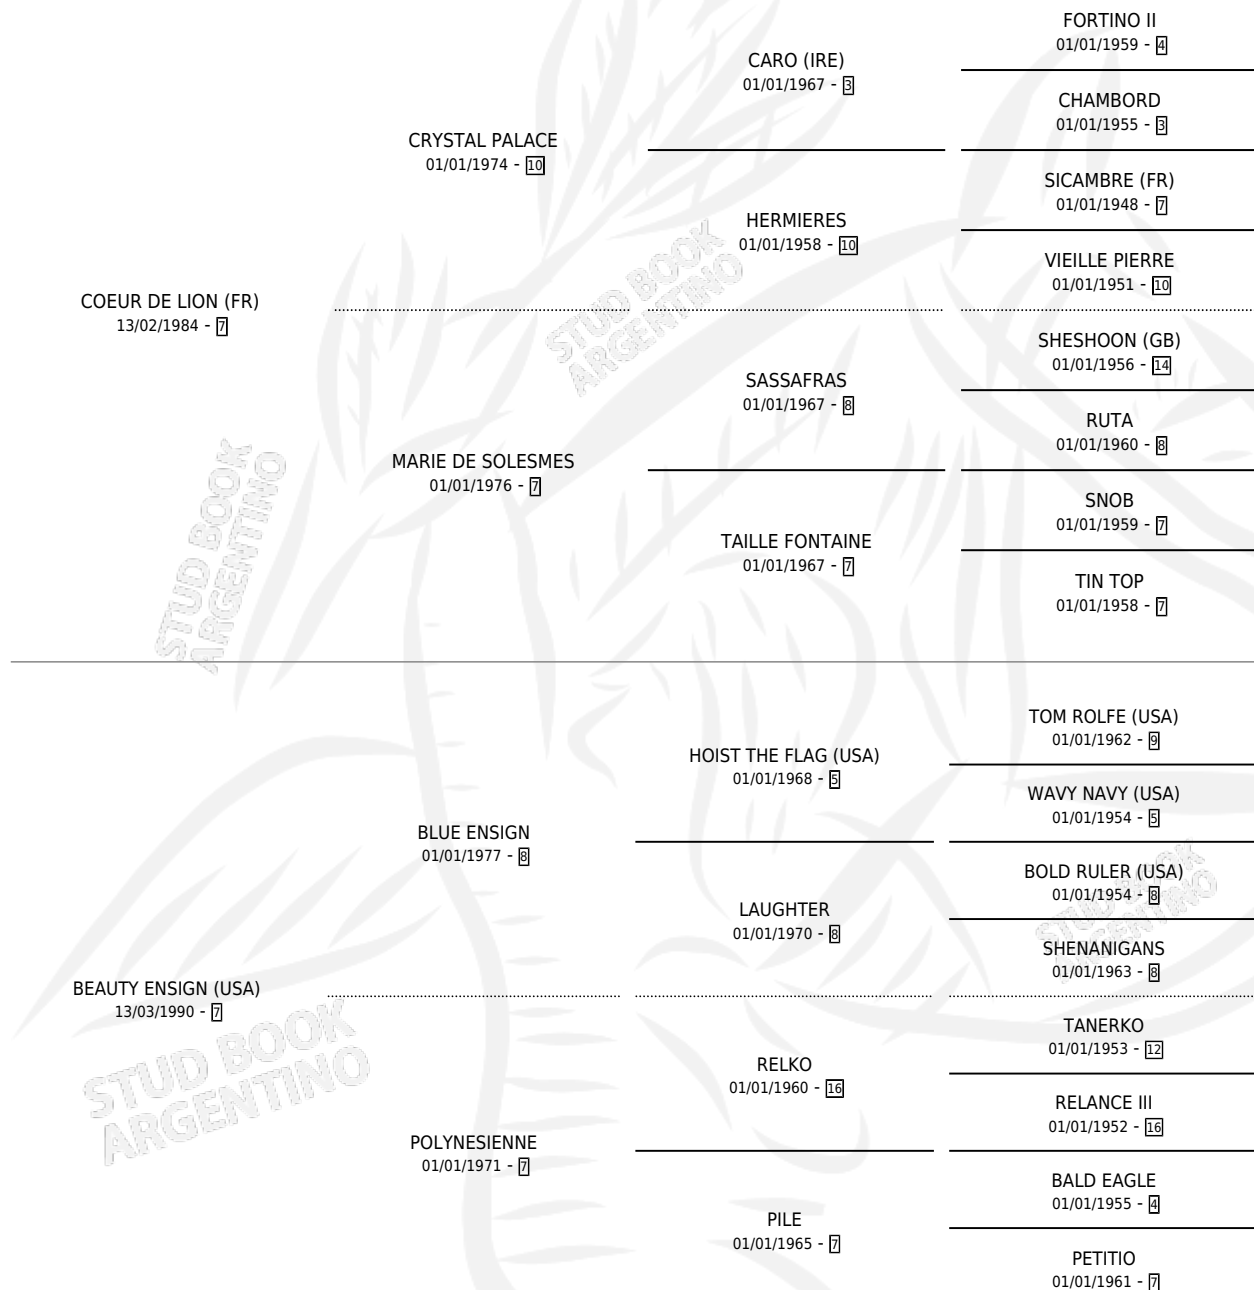 FORTINO II
01/01/1959 - 4
CARO (IRE)
01/01/1967 - 3
CHAMBORD
01/01/1955 - 3
CRYSTAL PALACE
01/01/1974 - 10
SICAMBRE (FR)
01/01/1948 - 7
HERMIERES
01/01/1958 - 10
VIEILLE PIERRE
01/01/1951 - 10
COEUR DE LION (FR)
13/02/1984 - 7
STUD BOOK
ARGENTINO
SHESHOON (GB)
01/01/1956 - 14
SASSAFRAS
01/01/1967 - 8
RUTA
01/01/1960 - 8
MARIE DE SOLESMES
01/01/1976 - 7
SNOB
01/01/1959 - 7
TAILLE FONTAINE
01/01/1967 - 7
TIN TOP
01/01/1958 - 7
STUD BOOK
ARGENTINO
TOM ROLFE (USA)
01/01/1962 - 9
HOIST THE FLAG (USA)
01/01/1968 - 5
WAVY NAVY (USA)
01/01/1954 - 5
BLUE ENSIGN
01/01/1977 - 8
BOLD RULER (USA)
01/01/1954 - 8
LAUGHTER
01/01/1970 - 8
SHENANIGANS
01/01/1963 - 8
STUD BOOK
ARGENTINO
BEAUTY ENSIGN (USA)
13/03/1990 - 7
TANERKO
01/01/1953 - 12
RELKO
01/01/1960 - 16
RELANCE III
01/01/1952 - 16
STUD BOOK
ARGENTINO
POLYNESIENNE
01/01/1971 - 7
BALD EAGLE
01/01/1955 - 4
PILE
01/01/1965 - 7
PETITIO
01/01/1961 - 7